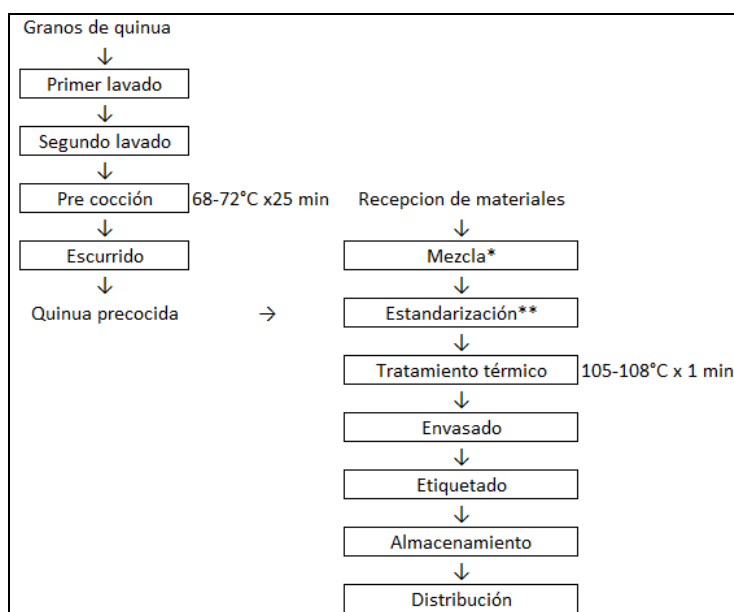 Granos de quinua
↓
Primer lavado
↓
Segundo lavado
↓
Pre cocción 68-72°C x25 min
↓
Escurrido
↓
Quinua precocida →
Recepcion de materiales
↓
Mezcla*
↓
Estandarización**
↓
Tratamiento térmico 105-108°C x 1 min
↓
Envasado
↓
Etiquetado
↓
Almacenamiento
↓
Distribución